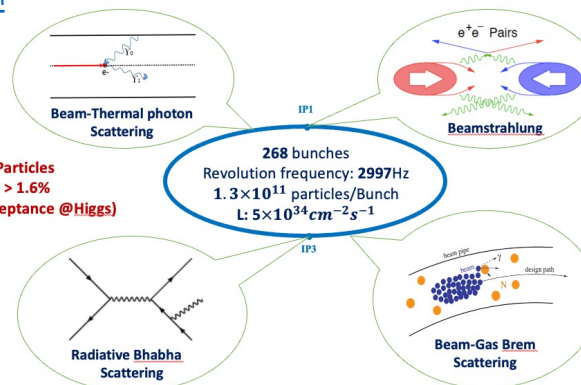 e⁺e⁻ Pairs
γ₀
e-
γ₁
Beam-Thermal photon
Scattering
Beamstrahlung
IP1
268 bunches
Revolution frequency: 2997Hz
1.3×10¹¹ particles/Bunch
L: 5×10³⁴cm⁻²s⁻¹
IP3
Particles
> 1.6%
eptance @Higgs)
beam pipe
beam
γ
design path
N
Radiative Bhabha
Scattering
Beam-Gas Brem
Scattering